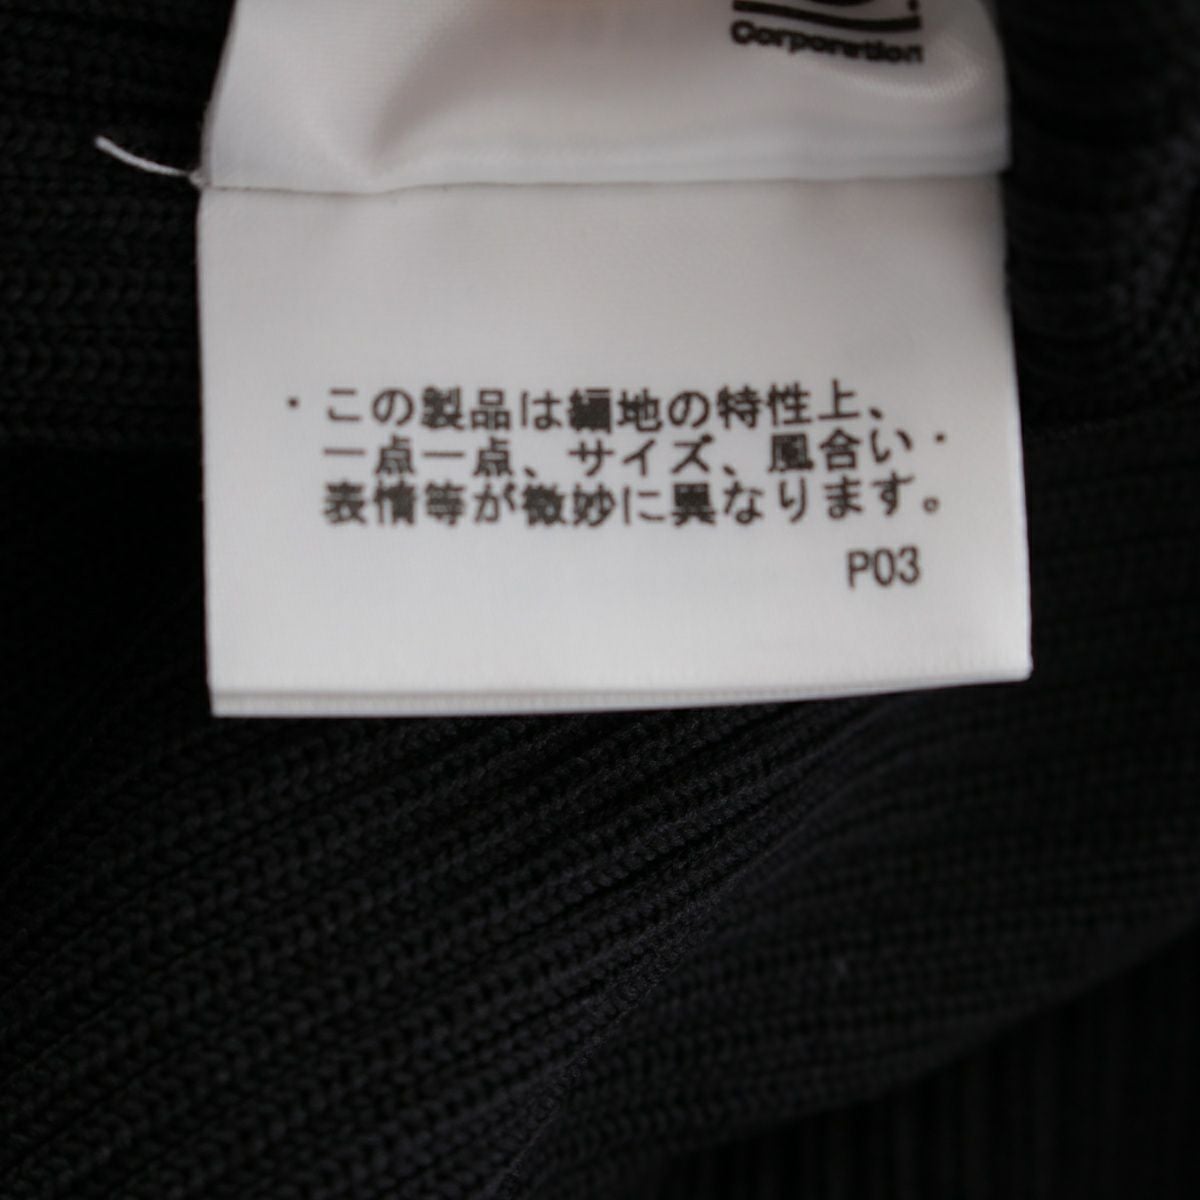 Corporation
・この製品は編地の特性上、
一点一点、サイズ、風合い・
表情等が微妙に異なります。
P03